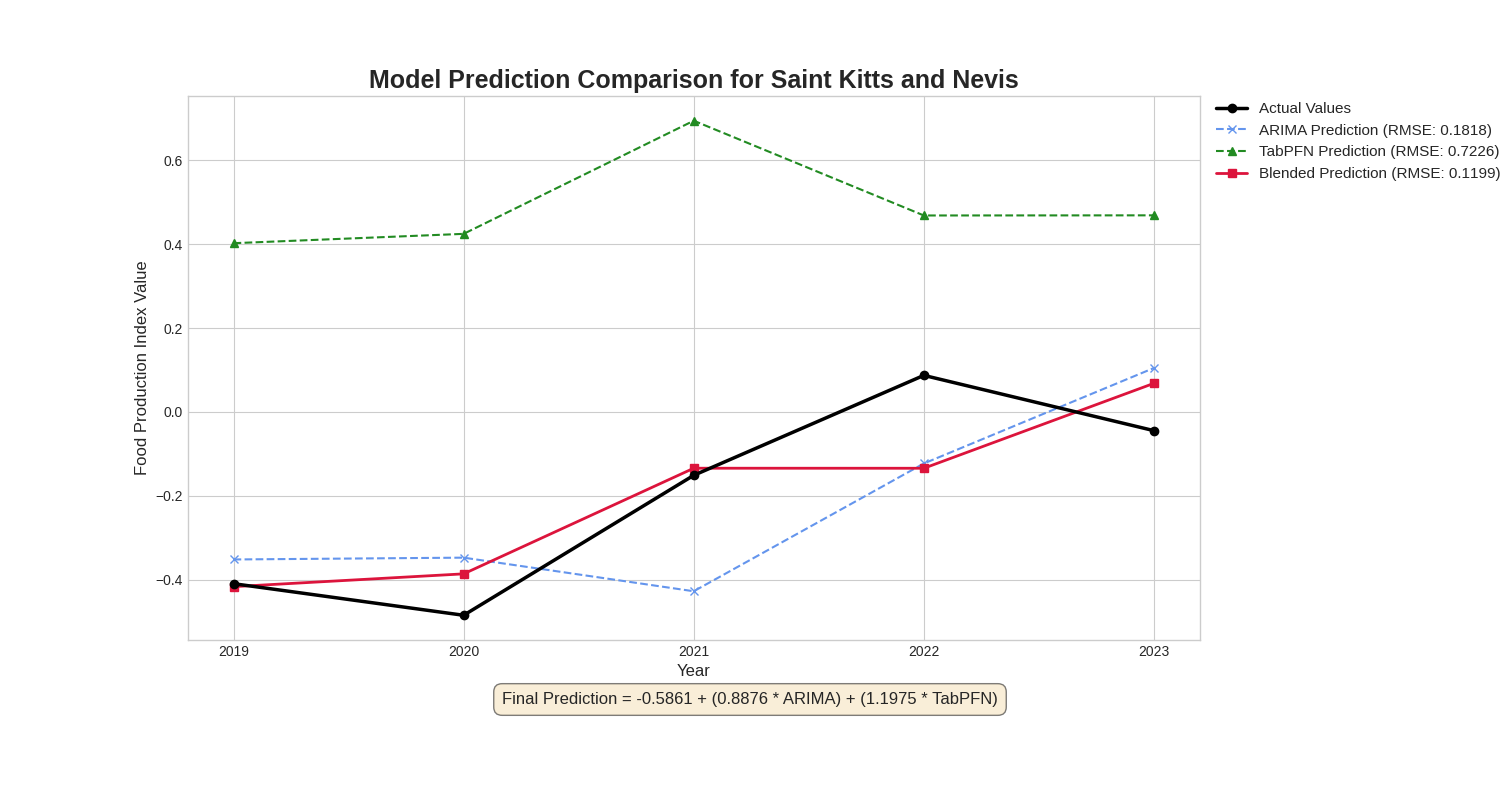 Model Prediction Comparison for Saint Kitts and Nevis
Actual Values
ARIMA Prediction (RMSE: 0.1818)
TabPFN Prediction (RMSE: 0.7226)
Blended Prediction (RMSE: 0.1199)
Food Production Index Value
0.6
0.4
0.2
0.0
−0.2
−0.4
2019
2020
2021
2022
2023
Year
Final Prediction = -0.5861 + (0.8876 * ARIMA) + (1.1975 * TabPFN)